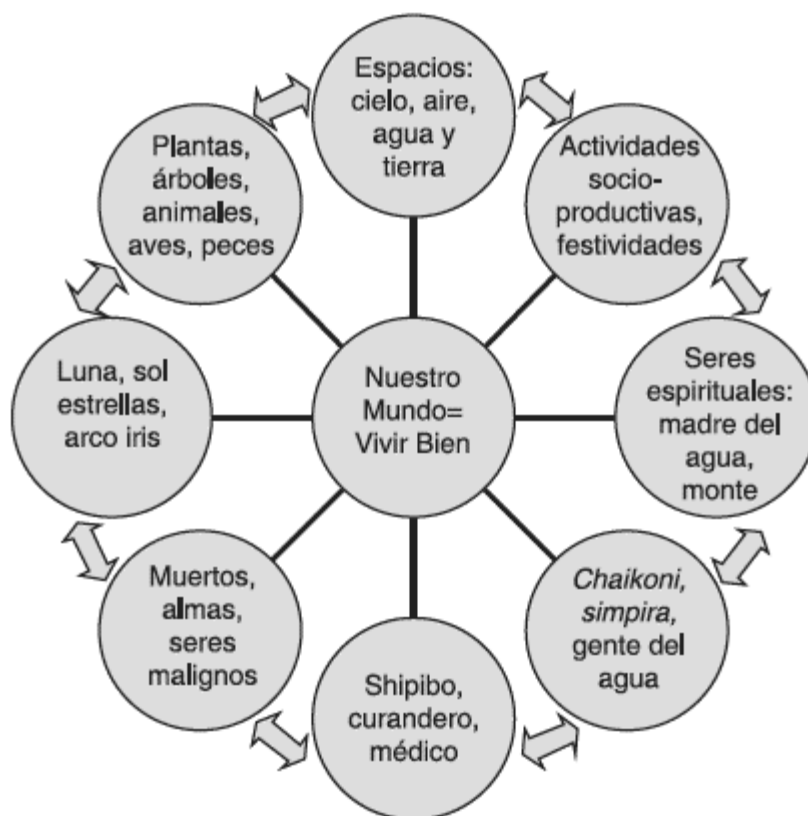 Espacios:
cielo, aire,
agua y
tierra
Actividades
socio-
productivas,
festividades
Seres
espirituales:
madre del
agua,
monte
Chaikoni,
simpira,
gente del
agua
Shipibo,
curandero,
médico
Muertos,
almas,
seres
malignos
Luna, sol
estrellas,
arco iris
Plantas,
árboles,
animales,
aves, peces
Nuestro
Mundo=
Vivir Bien